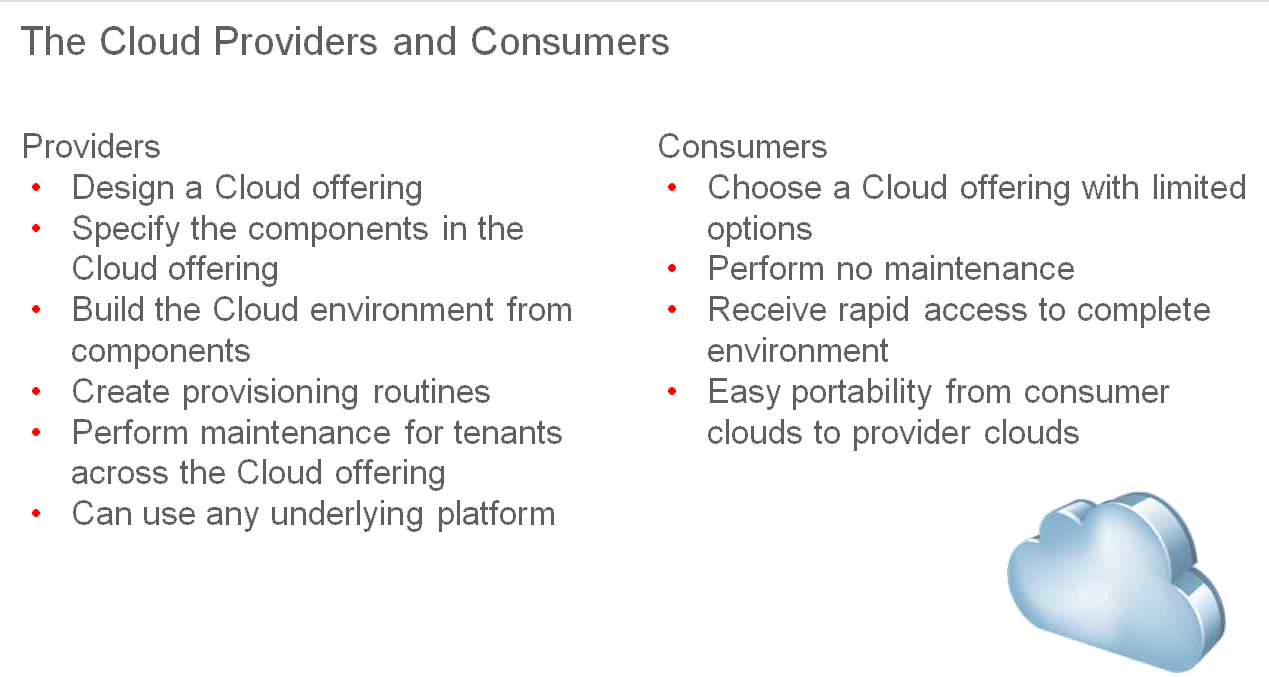 The Cloud Providers and Consumers
Providers
• Design a Cloud offering
• Specify the components in the
Cloud offering
• Build the Cloud environment from
components
• Create provisioning routines
• Perform maintenance for tenants
across the Cloud offering
• Can use any underlying platform
Consumers
• Choose a Cloud offering with limited
options
• Perform no maintenance
• Receive rapid access to complete
environment
• Easy portability from consumer
clouds to provider clouds